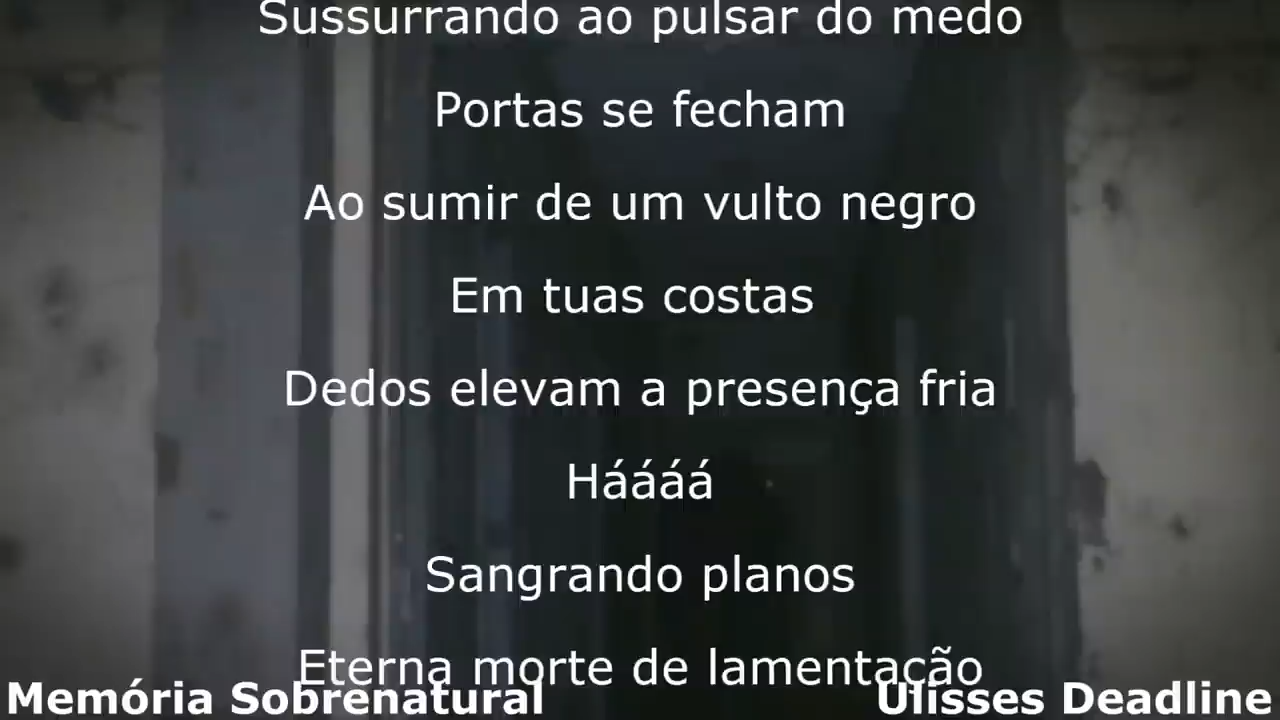 Sussurrando ao pulsar do medo
Portas se fecham
Ao sumir de um vulto negro
Em tuas costas
Dedos elevam a presença fria
Háááá
Sangrando planos
Eterna morte de lamentação
Memória Sobrenatural
Ulisses Deadline